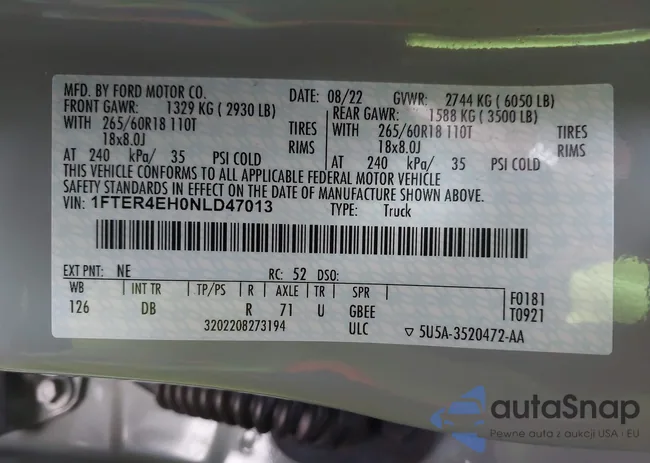 MFD. BY FORD MOTOR CO. DATE: 08/22 GVWR: 2744 KG ( 6050 LB)
FRONT GAWR: 1329 KG ( 2930 LB) REAR GAWR: 1588 KG ( 3500 LB)
WITH 265/60R18 110T TIRES WITH 265/60R18 110T TIRES
18x8.0J RIMS 18x8.0J RIMS
AT 240 kPa/ 35 PSI COLD AT 240 kPa/ 35 PSI COLD
THIS VEHICLE CONFORMS TO ALL APPLICABLE FEDERAL MOTOR VEHICLE
SAFETY STANDARDS IN EFFECT ON THE DATE OF MANUFACTURE SHOWN ABOVE.
VIN: 1FTER4EH0NLD47013 TYPE: Truck
EXT PNT: NE RC: 52 DSO:
WB INT TR TP/PS R AXLE TR SPR F0181
126 DB R 71 U GBEE T0921
3202208273194 ULC ▽ 5U5A-3520472-AA
autaSnap
Pewne auta z aukcji USA i EU